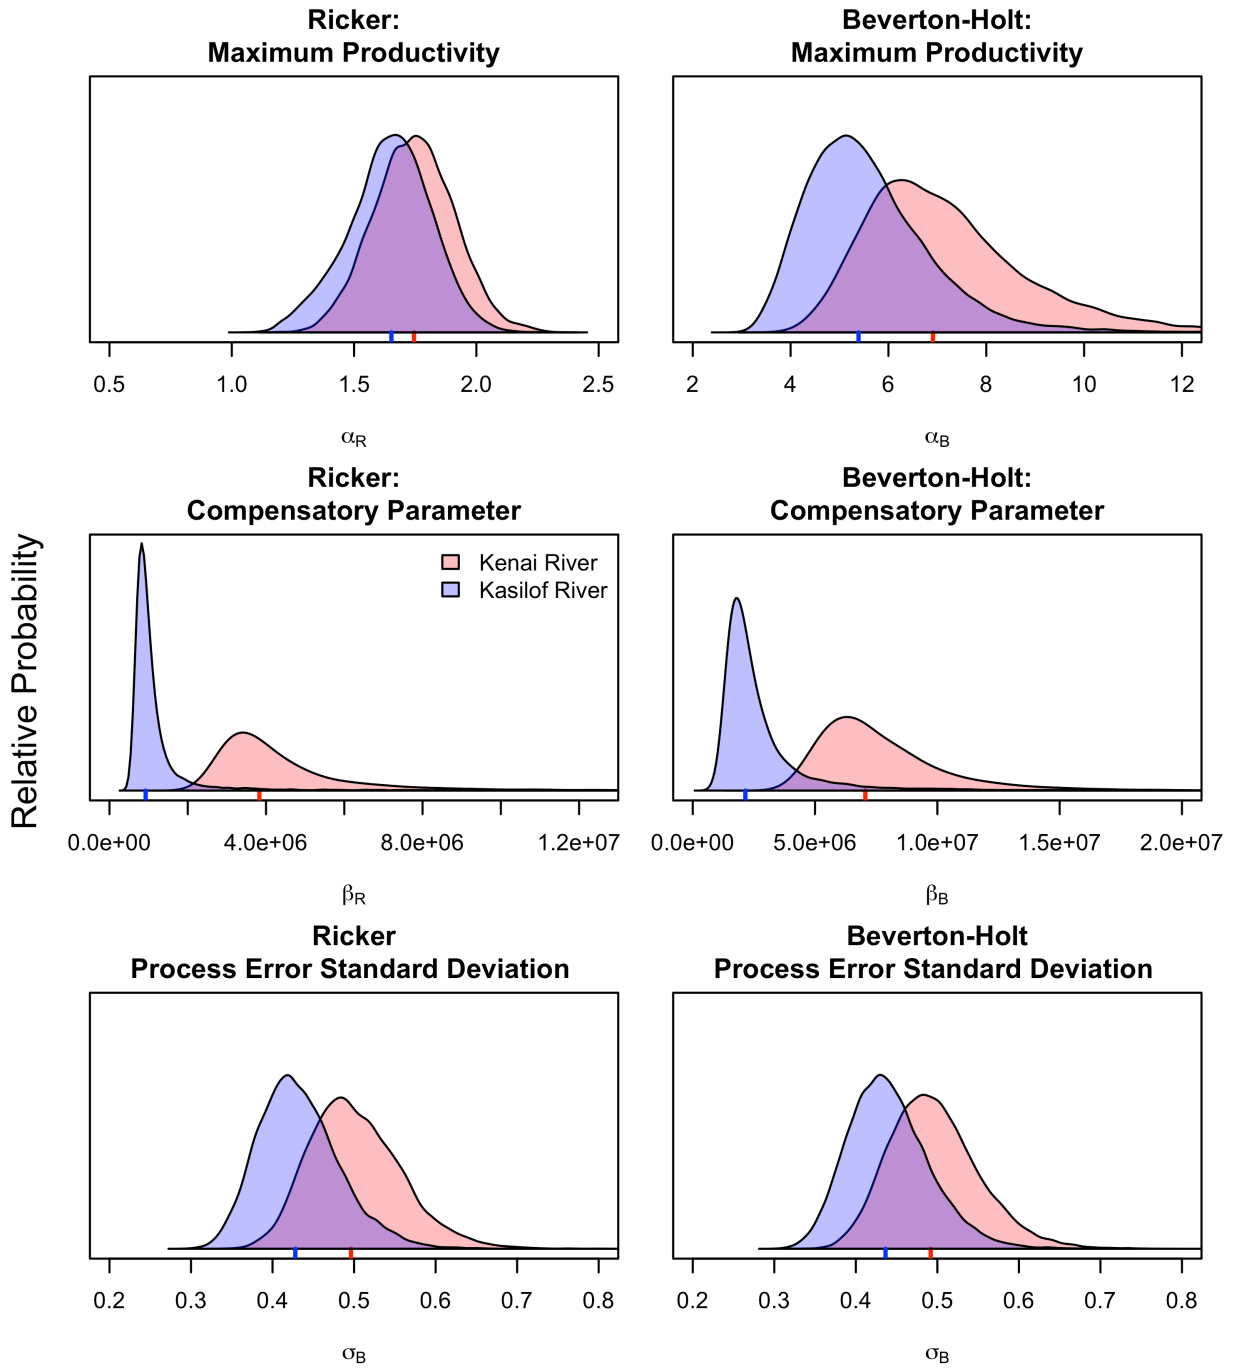 Ricker:
Maximum Productivity
0.5 1.0 1.5 2.0 2.5
αR
Beverton-Holt:
Maximum Productivity
2 4 6 8 10 12
αB
Relative Probability
Ricker:
Compensatory Parameter
Kenai River
Kasilof River
0.0e+00 4.0e+06 8.0e+06 1.2e+07
βR
Beverton-Holt:
Compensatory Parameter
0.0e+00 5.0e+06 1.0e+07 1.5e+07 2.0e+07
βB
Ricker
Process Error Standard Deviation
0.2 0.3 0.4 0.5 0.6 0.7 0.8
σB
Beverton-Holt
Process Error Standard Deviation
0.2 0.3 0.4 0.5 0.6 0.7 0.8
σB